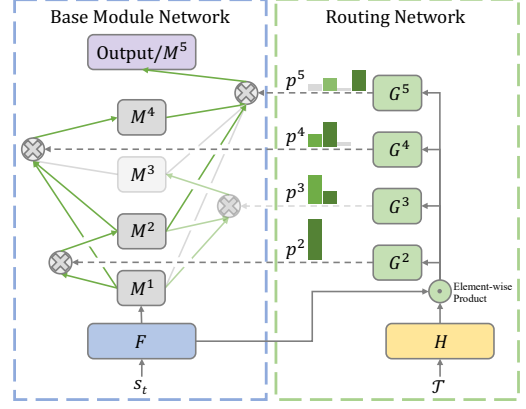 Base Module Network
Routing Network
Output/M⁵
p⁵
G⁵
M⁴
p⁴
G⁴
M³
p³
G³
M²
p²
G²
M¹
Element-wise
Product
F
H
s_t
𝒯